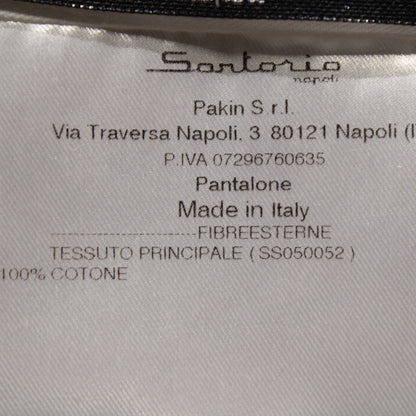 Sartorio
napoli
Pakin S r.l.
Via Traversa Napoli, 3 80121 Napoli (I
P.IVA 07296760635
Pantalone
Made in Italy
--------------------FIBREESTERNE
TESSUTO PRINCIPALE ( SS050052 )
100% COTONE